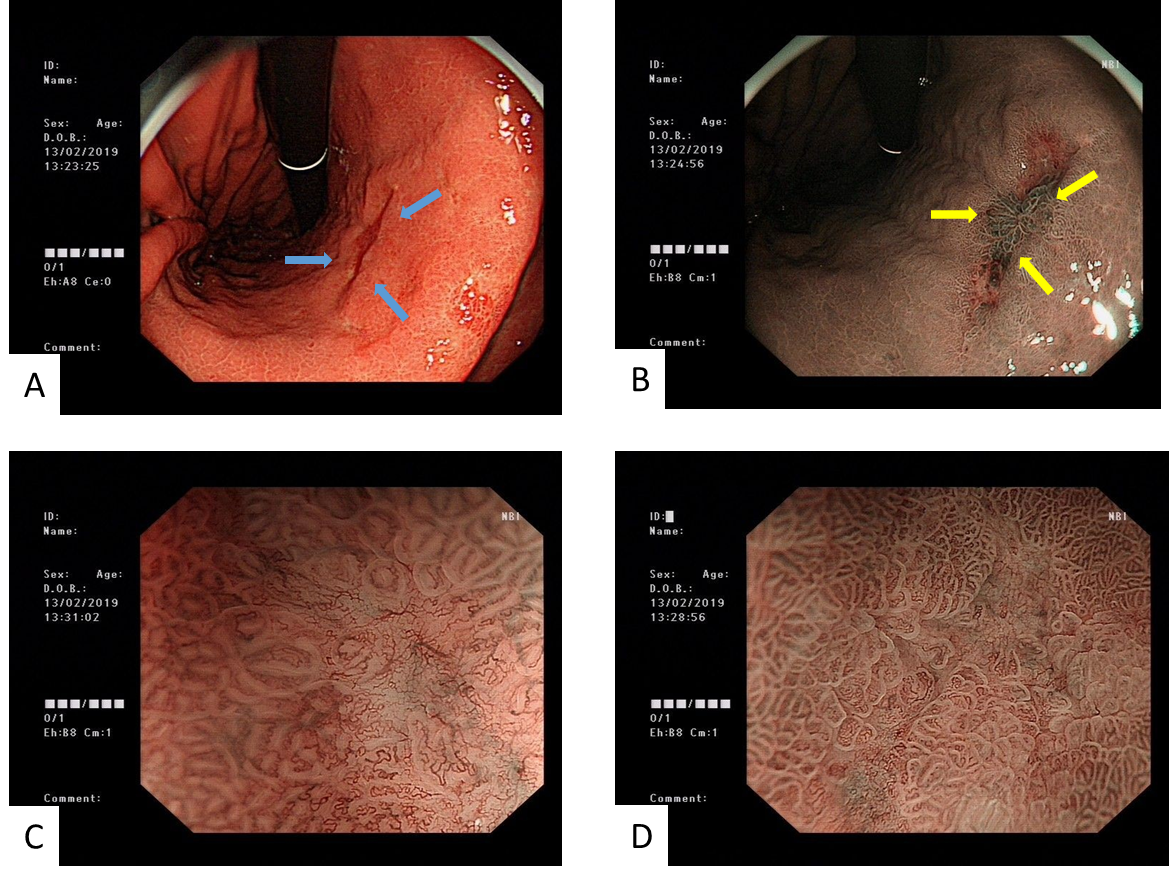 ID:
Name:
Sex: Age:
D.O.B.:
13/02/2019
13:23:25
■■■/■■■
0/1
Eh:A8 Ce:0
Comment:
A
ID:
Name:
NBI
Sex: Age:
D.O.B.:
13/02/2019
13:24:56
■■■/■■■
0/1
Eh:B8 Cm:1
Comment:
B
ID:
Name:
NBI
Sex: Age:
D.O.B.:
13/02/2019
13:31:02
■■■/■■■
0/1
Eh:B8 Cm:1
Comment:
C
ID:
Name:
NBI
Sex: Age:
D.O.B.:
13/02/2019
13:28:56
■■■/■■■
0/1
Eh:B8 Cm:1
Comment:
D